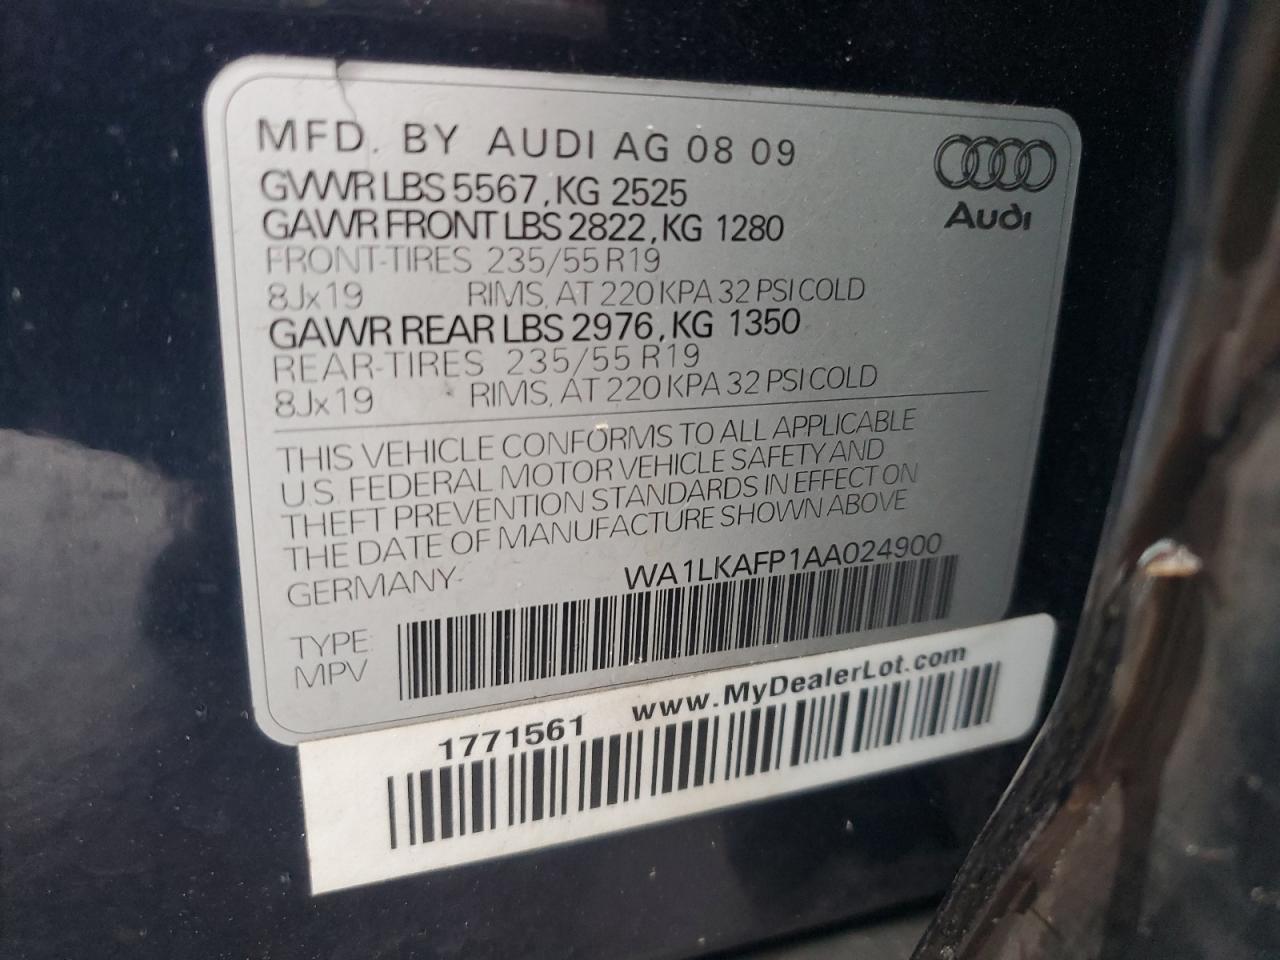 MFD. BY AUDI AG 08 09
GVWR LBS 5567, KG 2525
GAWR FRONT LBS 2822, KG 1280
FRONT-TIRES 235/55 R19
8Jx19 RIMS, AT 220 KPA 32 PSI COLD
GAWR REAR LBS 2976, KG 1350
REAR-TIRES 235/55 R19
8Jx19 RIMS, AT 220 KPA 32 PSI COLD
Audi
THIS VEHICLE CONFORMS TO ALL APPLICABLE
U.S. FEDERAL MOTOR VEHICLE SAFETY AND
THEFT PREVENTION STANDARDS IN EFFECT ON
THE DATE OF MANUFACTURE SHOWN ABOVE
GERMANY- WA1LKAFP1AA024900
TYPE:
MPV
1771561 www.MyDealerLot.com